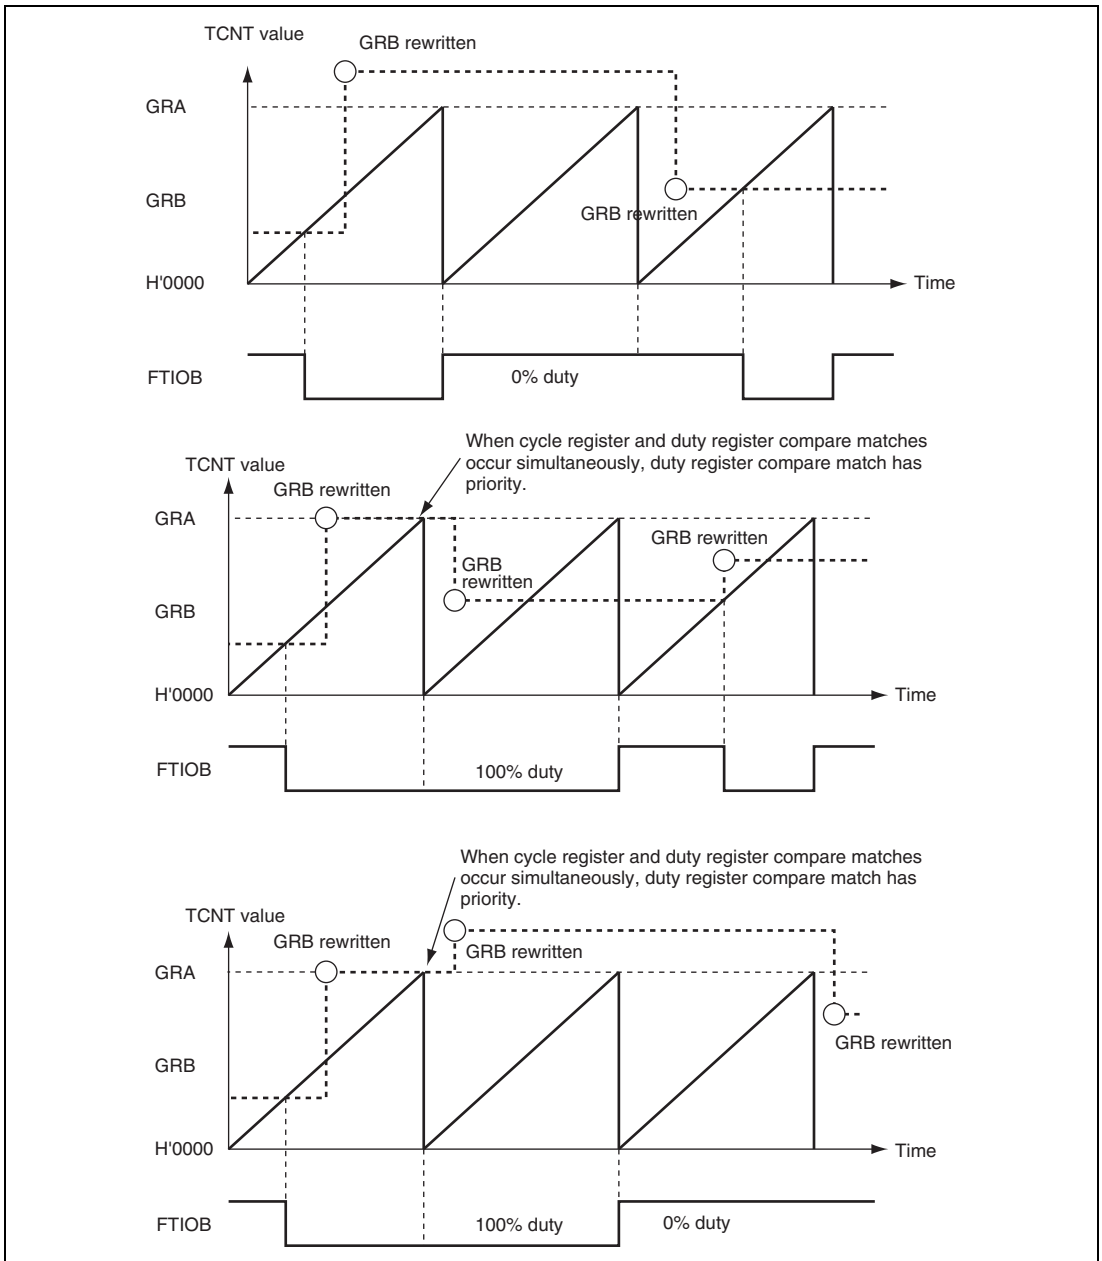 TCNT value
GRB rewritten
GRA
GRB
GRB rewritten
H'0000
Time
FTIOB
0% duty
When cycle register and duty register compare matches
occur simultaneously, duty register compare match has
priority.
TCNT value
GRB rewritten
GRA
GRB rewritten
GRB
rewritten
GRB
H'0000
Time
FTIOB
100% duty
When cycle register and duty register compare matches
occur simultaneously, duty register compare match has
priority.
TCNT value
GRB rewritten
GRB rewritten
GRA
GRB rewritten
GRB
H'0000
Time
FTIOB
100% duty
0% duty